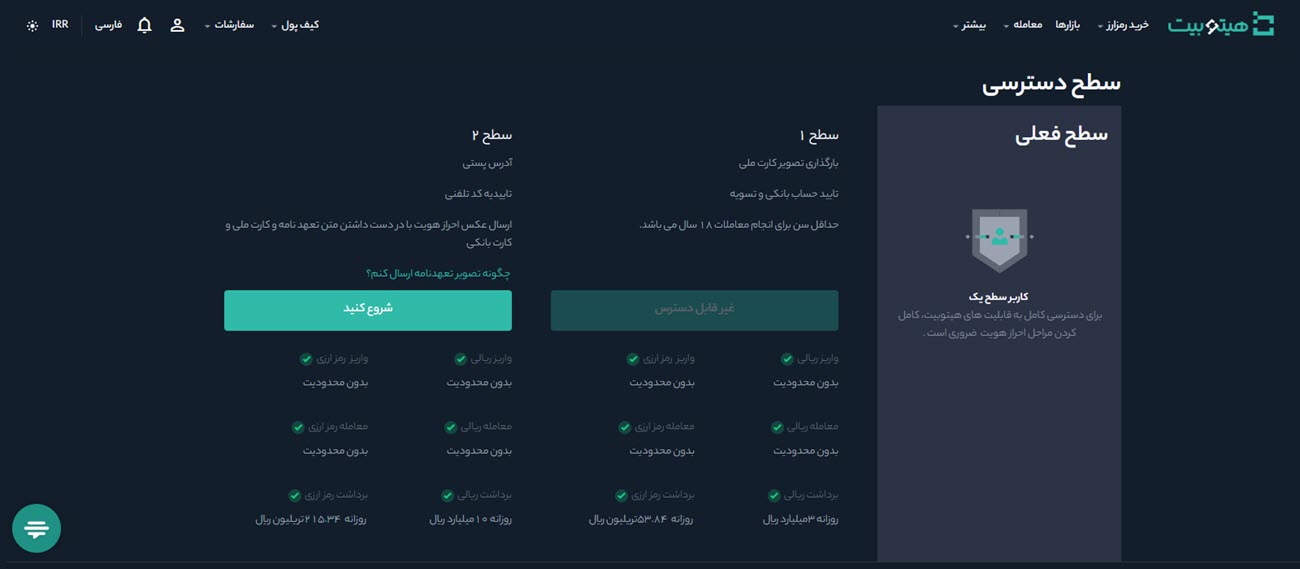 هیتوبیت
خرید رمزارز
بازارها
معامله
بیشتر
کیف پول
سفارشات
فارسی
IRR
سطح دسترسی
سطح فعلی
کاربر سطح یک
برای دسترسی کامل به قابلیت های هیتوبیت، کامل
کردن مراحل احراز هویت ضروری است .
سطح ۱
بارگذاری تصویر کارت ملی
تایید حساب بانکی و تسویه
حداقل سن برای انجام معاملات ۱۸ سال می باشد.
غیر قابل دسترس
واریز ریالی
واریز رمز ارزی
بدون محدودیت
بدون محدودیت
معامله ریالی
معامله رمز ارزی
بدون محدودیت
بدون محدودیت
برداشت ریالی
برداشت رمز ارزی
روزانه ۳میلیارد ریال
روزانه ۵۳.۸۴تریلیون ریال
سطح ۲
آدرس پستی
تاییدیه کد تلفنی
ارسال عکس احراز هویت با در دست داشتن متن تعهد نامه و کارت ملی و
کارت بانکی
چگونه تصویر تعهدنامه ارسال کنم؟
شروع کنید
واریز ریالی
واریز رمز ارزی
بدون محدودیت
بدون محدودیت
معامله ریالی
معامله رمز ارزی
بدون محدودیت
بدون محدودیت
برداشت ریالی
برداشت رمز ارزی
روزانه ۱۰میلیارد ریال
روزانه ۲۱۵.۳۴تریلیون ریال